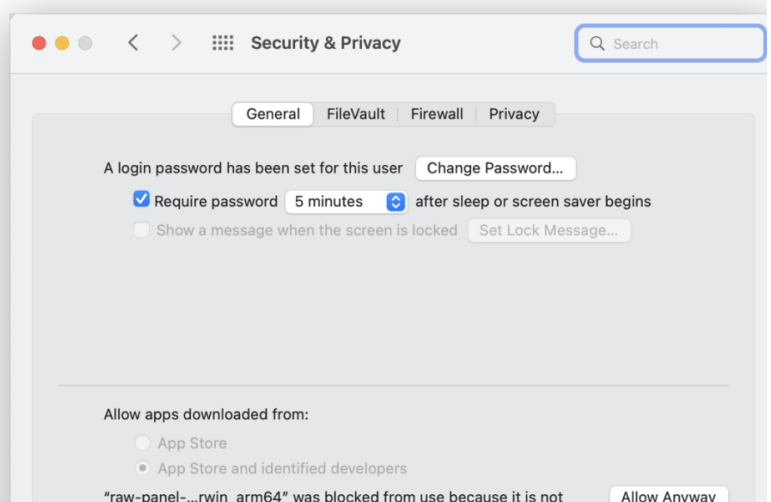 Security & Privacy
Search
General FileVault Firewall Privacy
A login password has been set for this user Change Password...
Require password 5 minutes after sleep or screen saver begins
Show a message when the screen is locked Set Lock Message...
Allow apps downloaded from:
App Store
App Store and identified developers
“raw-panel-...rwin_arm64” was blocked from use because it is not Allow Anyway